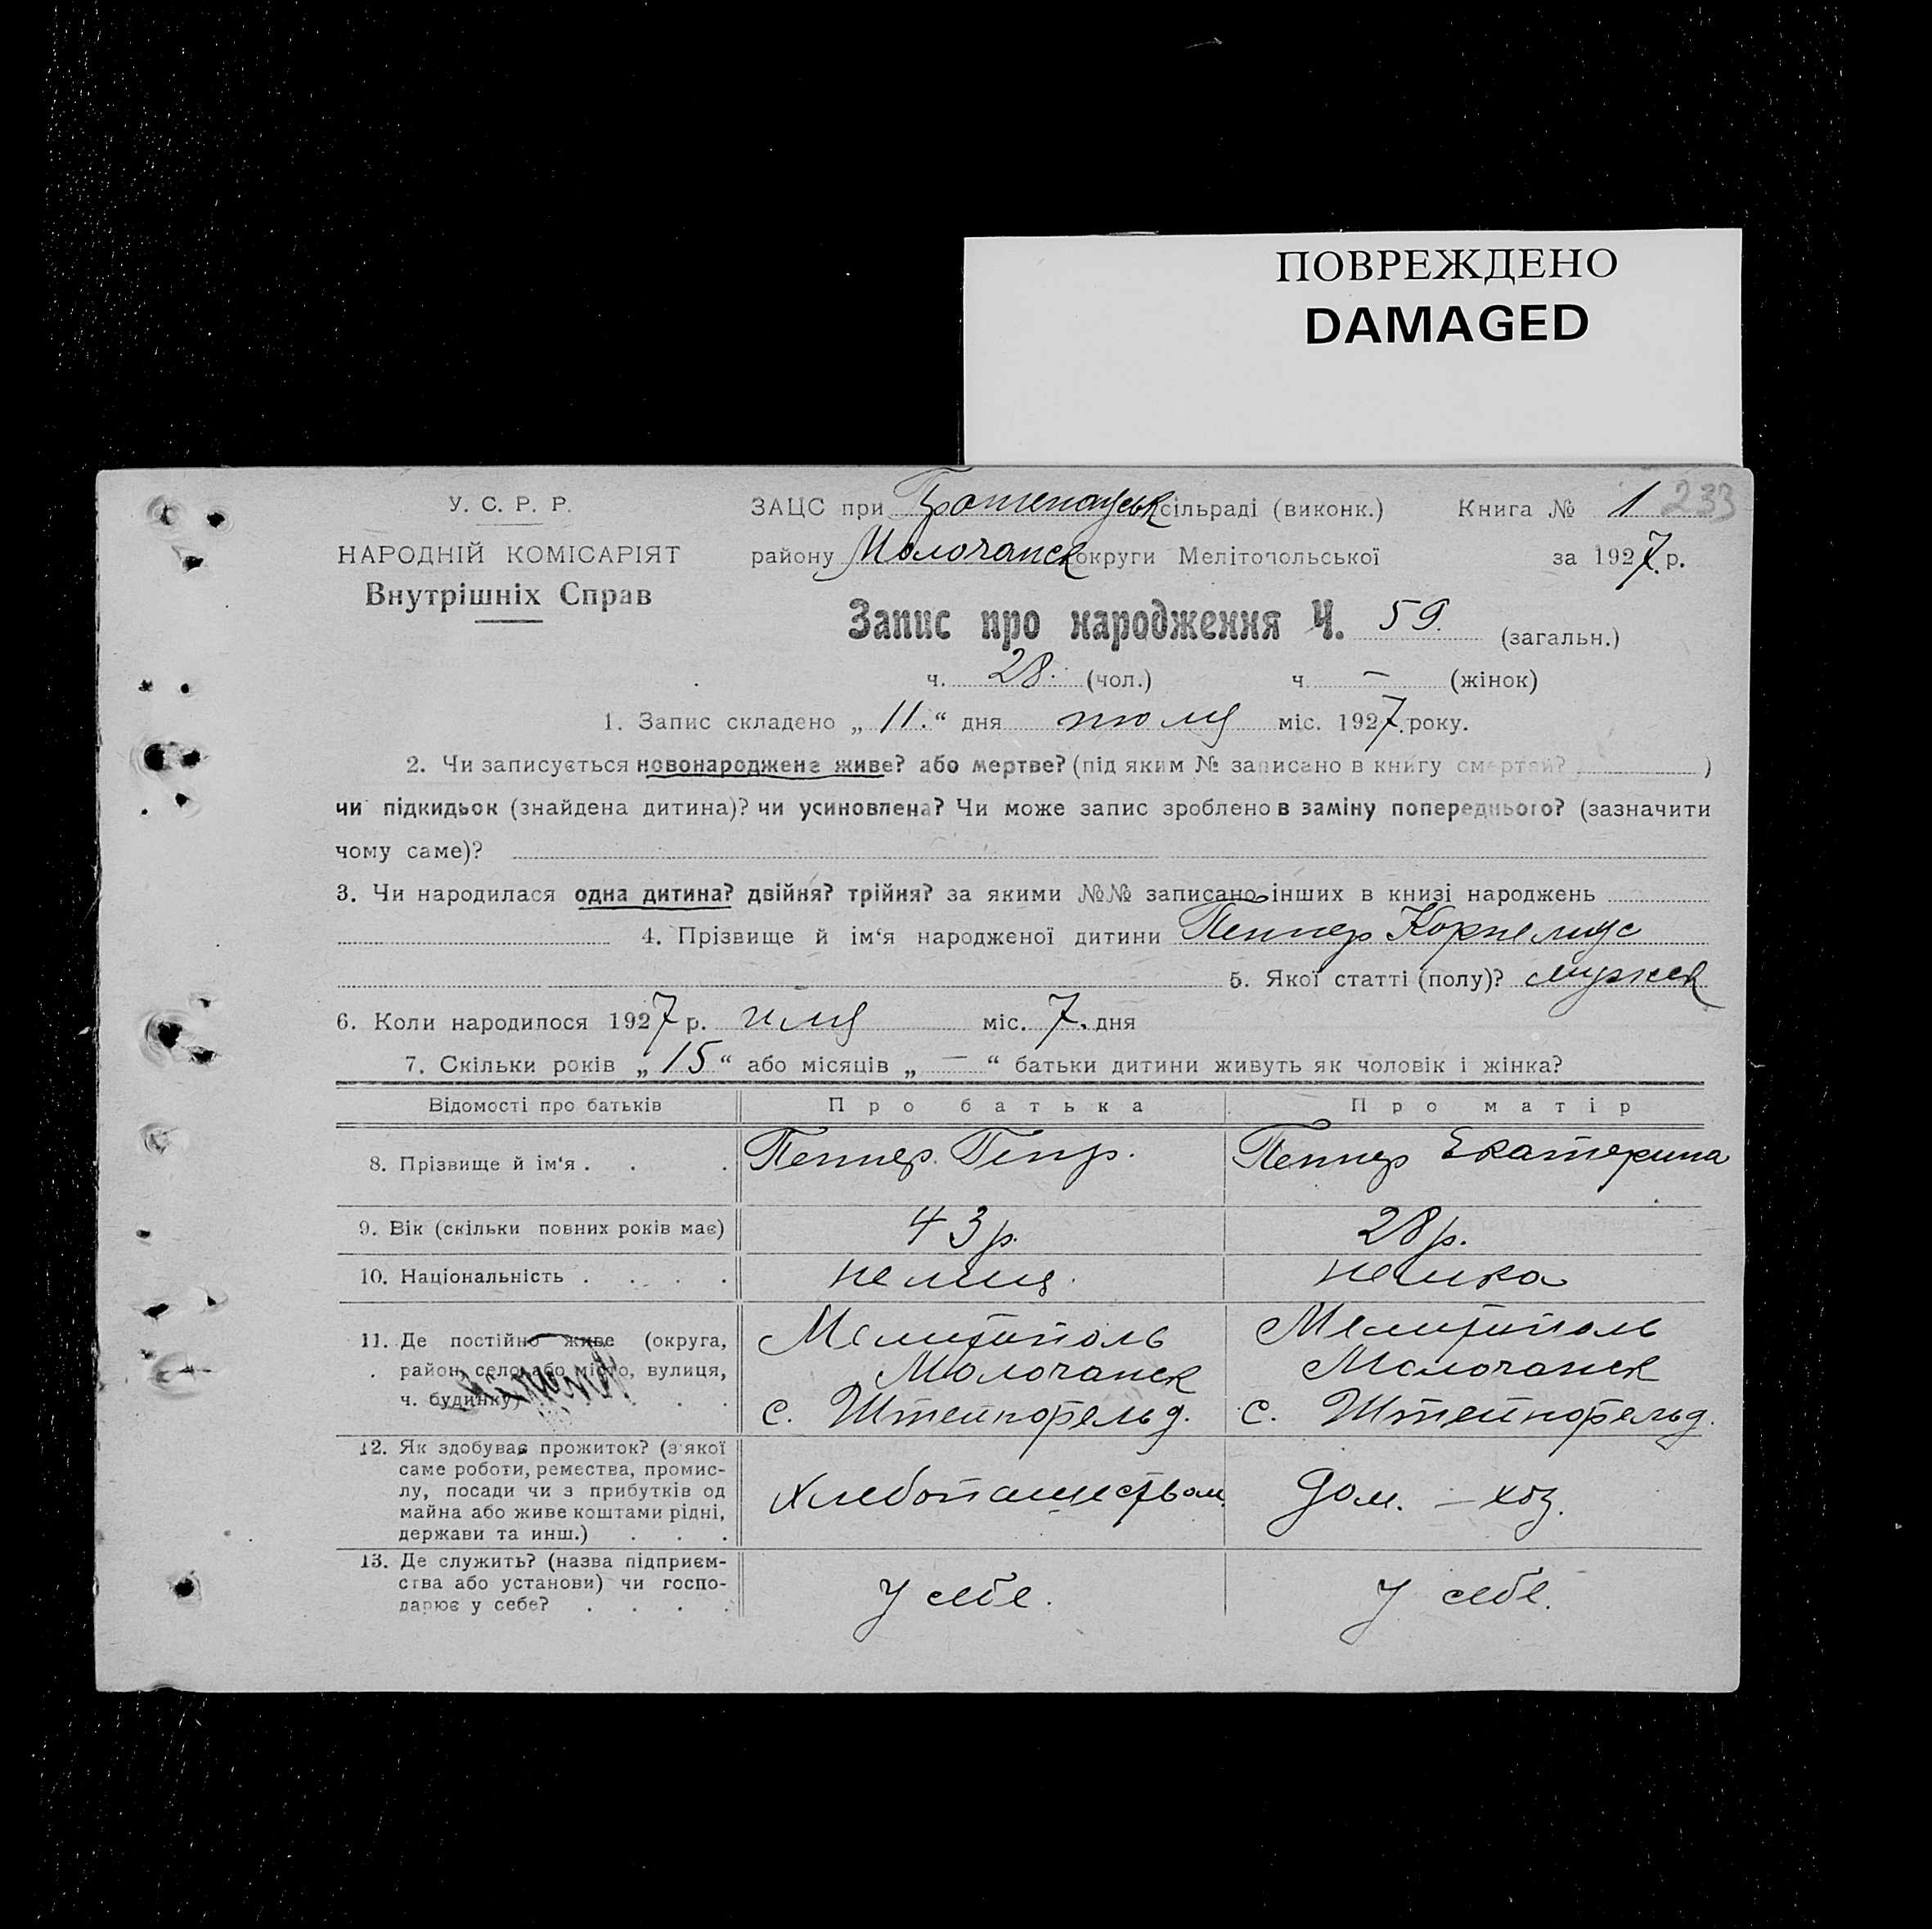 ПОВРЕЖДЕНО
DAMAGED
У. С. Р. Р.
НАРОДНІЙ КОМІСАРІЯТ
Внутрішніх Справ
ЗАЦС при сільраді (виконк.) Книга № 1 233
району Молочанск округи Мелітопольської за 1927 р.
Запис про народження Ч. 59. (загальн.)
ч. 28. (чол.) ч — (жінок)
1. Запис складено „ 11. “ дня июля міс. 1927. року.
2. Чи записується новонароджене живе? або мертве? (під яким № записано в книгу смертей? )
чи підкидьок (знайдена дитина)? чи усиновлена? Чи може запис зроблено в заміну попереднього? (зазначити
чому саме)?
3. Чи народилася одна дитина? двійня? трійня? за якими №№ записано інших в книзі народжень
4. Прізвище й ім‘я народженої дитини Пеннер Корнелиус
5. Якої статті (полу)? мужск
6. Коли народилося 1927 р. июля міс. 7. дня
7. Скільки років „ 15 “ або місяців „ — “ батьки дитини живуть як чоловік і жінка?
Відомості про батьків Про батька Про матір
8. Прізвище й ім‘я . . . Пеннер Генр. Пеннер Екатерина
9. Вік (скільки повних років має) 43 р. 28 р.
10. Національність . . . . немец. немка
11. Де постійно живе (округа, Мелитополь Мелитополь
район, село або місто, вулиця, Молочанск Молочанск
ч. будинку) . . с. Штейнфельд. с. Штейнфельд.
12. Як здобуває прожиток? (з якої
саме роботи, ремества, промис-
лу, посади чи з прибутків од Хлебопашеством Дом. — хоз.
майна або живе коштами рідні,
держави та инш.) . . .
13. Де служить? (назва підприєм-
ства або установи) чи госпо- У себе. У себе.
дарює у себе? . . . .